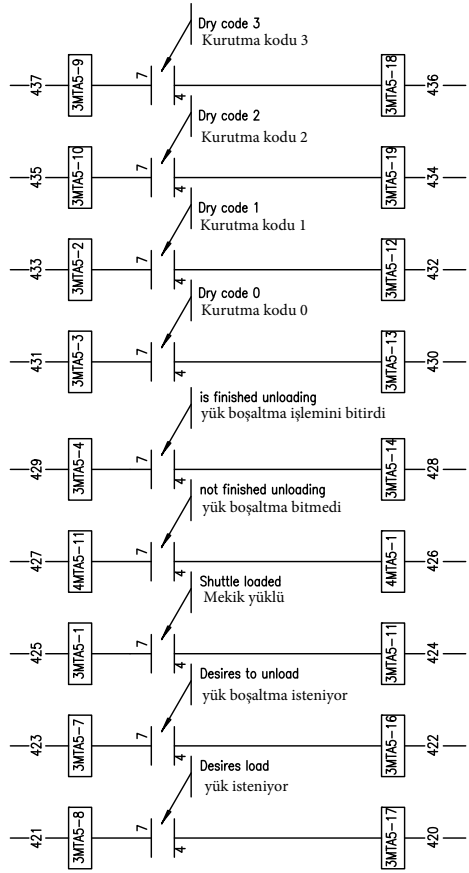 Dry code 3
Kurutma kodu 3
437 3MTA5-9 7 4 3MTA5-18 436
Dry code 2
Kurutma kodu 2
435 3MTA5-10 7 4 3MTA5-19 434
Dry code 1
Kurutma kodu 1
433 3MTA5-2 7 4 3MTA5-12 432
Dry code 0
Kurutma kodu 0
431 3MTA5-3 7 4 3MTA5-13 430
is finished unloading
yük boşaltma işlemini bitirdi
429 3MTA5-4 7 4 3MTA5-14 428
not finished unloading
yük boşaltma bitmedi
427 4MTA5-11 7 4 4MTA5-1 426
Shuttle loaded
Mekik yüklü
425 3MTA5-1 7 4 3MTA5-11 424
Desires to unload
yük boşaltma isteniyor
423 3MTA5-7 7 4 3MTA5-16 422
Desires load
yük isteniyor
421 3MTA5-8 7 4 3MTA5-17 420